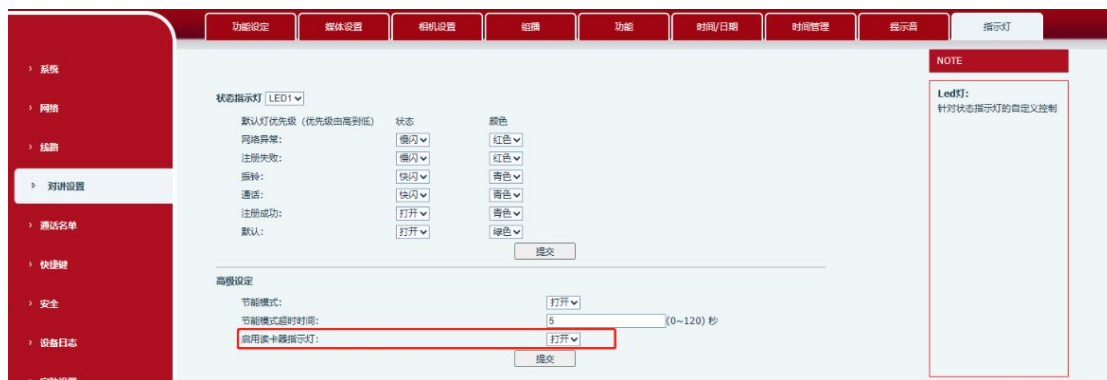 功能设定 媒体设置 相机设置 组播 功能 时间/日期 时间管理 提示音 指示灯
系统
网络
线路
对讲设置
通话名单
快捷键
安全
设备日志
状态指示灯 LED1
默认灯优先级（优先级由高到低） 状态 颜色
网络异常: 慢闪 红色
注册失败: 慢闪 红色
振铃: 快闪 青色
通话: 快闪 青色
注册成功: 打开 青色
默认: 打开 绿色
提交
高级设定
节能模式: 打开
节能模式超时时间: 5 (0~120) 秒
启用读卡器指示灯: 打开
提交
NOTE
Led灯:
针对状态指示灯的自定义控制